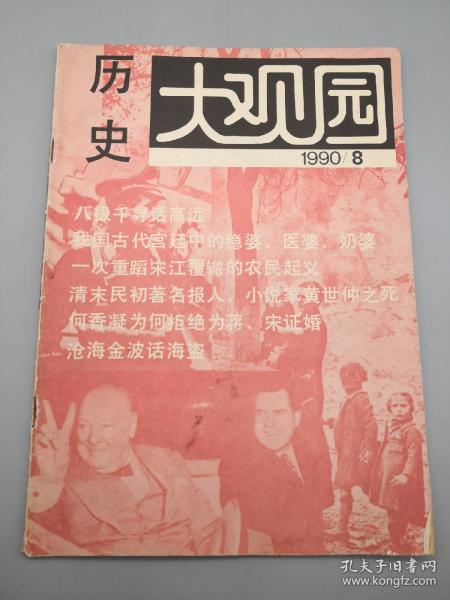 历史
大观园
1990/8
八极千寻话高远
我国古代宫廷中的稳婆、医婆、奶婆
一次重蹈宋江覆辙的农民起义
清末民初著名报人、小说家黄世仲之死
何香凝为何拒绝为蒋、宋证婚
沧海金波话海盗
孔夫子旧书网
www.kongfz.com